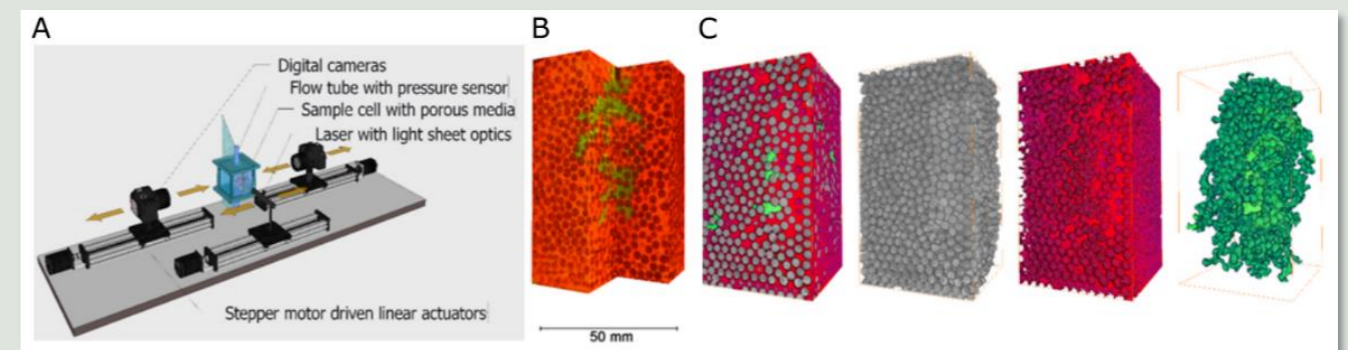 A
B
C
Digital cameras
Flow tube with pressure sensor
Sample cell with porous media
Laser with light sheet optics
Stepper motor driven linear actuators
50 mm